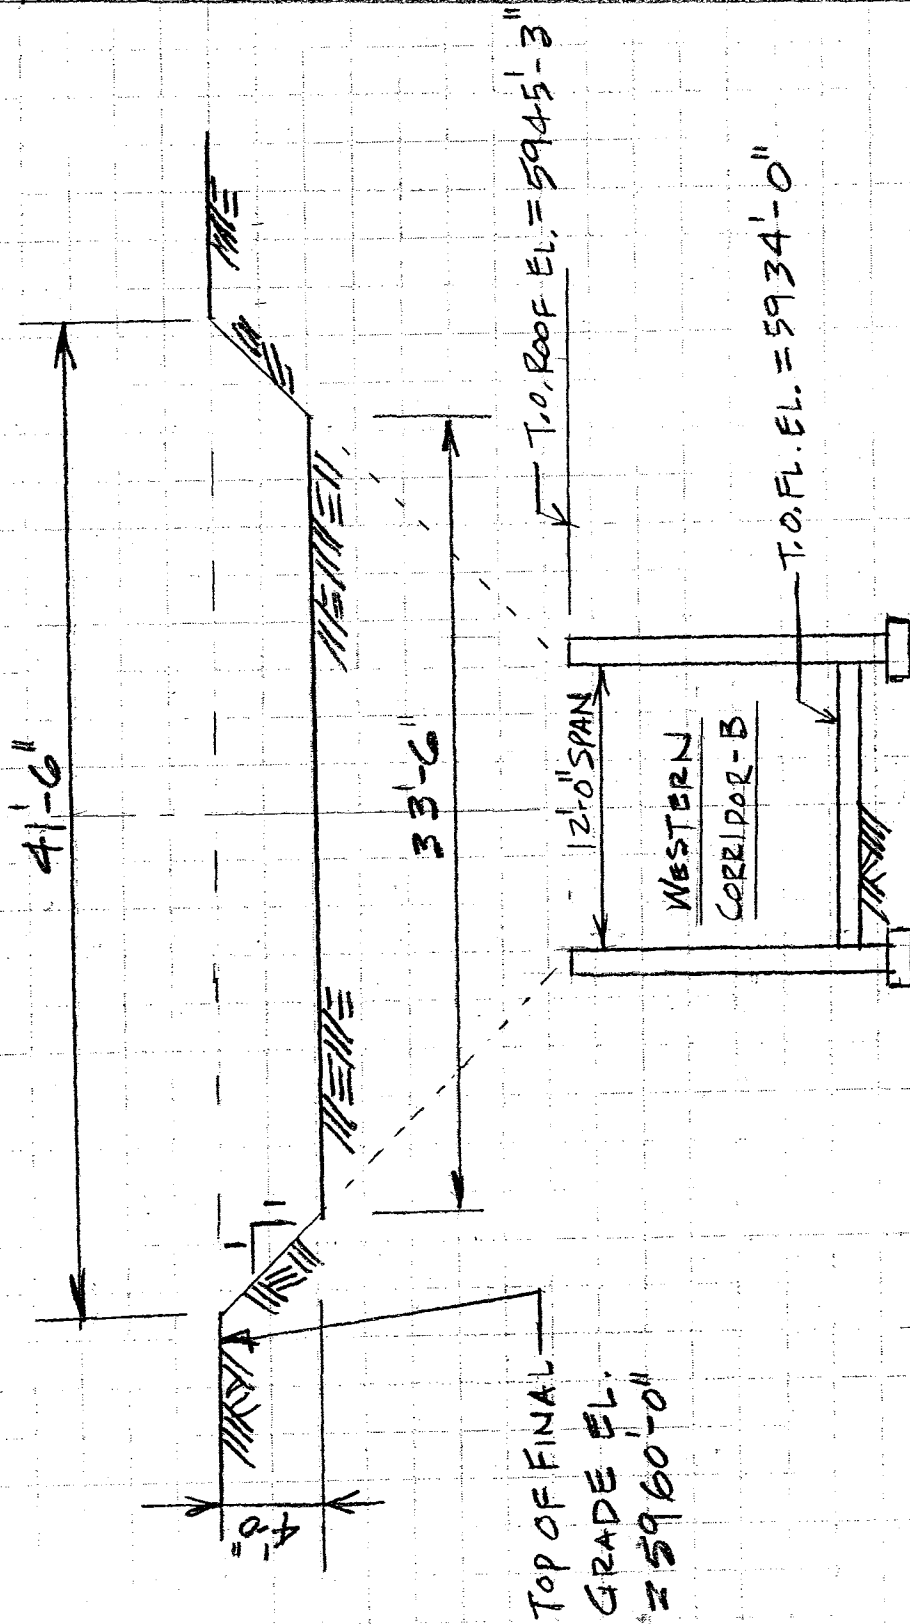 41'-6"
33'-6"
1
1
4'-0"
TOP OF FINAL
GRADE EL.
= 5960'-0"
T.O. ROOF EL. = 5945'-3"
12'-0" SPAN
WESTERN
CORRIDOR-B
T.O. FL. EL. = 5934'-0"